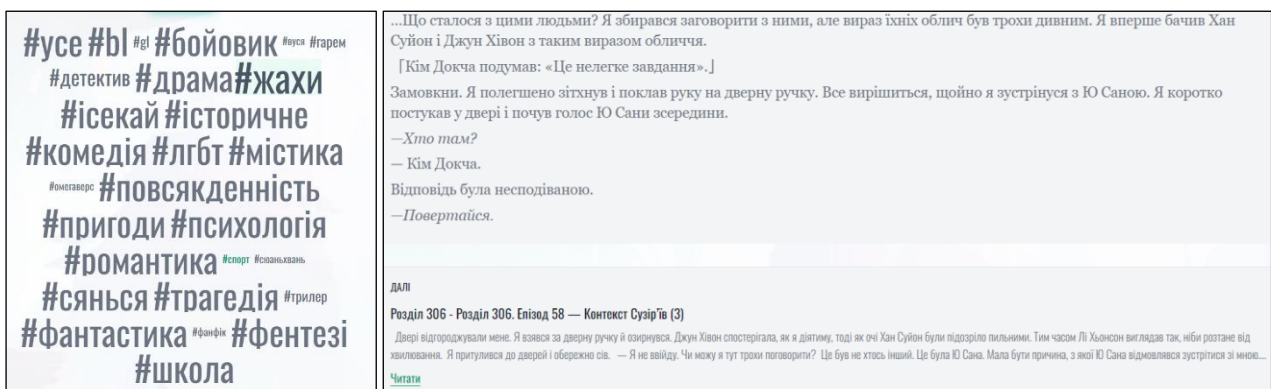 #усе #bl #gl #бойовик #вуся #гарем
#детектив #драма #жахи
#ісекай #історичне
#комедія #лгбт #містика
#омегаверс #повсякденність
#пригоди #психологія
#романтика #спорт #сюаньхвань
#сянься #трагедія #трилер
#фантастика #фанфік #фентезі
#школа
...Що сталося з цими людьми? Я збирався заговорити з ними, але вираз їхніх облич був трохи дивним. Я вперше бачив Хан
Суйон і Джун Хівон з таким виразом обличчя.
⌈Кім Докча подумав: «Це нелегке завдання».⌋
Замовкни. Я полегшено зітхнув і поклав руку на дверну ручку. Все вирішиться, щойно я зустрінуся з Ю Саною. Я коротко
постукав у двері і почув голос Ю Сани зсередини.
—Хто там?
— Кім Докча.
Відповідь була несподіваною.
—Повертайся.
ДАЛІ
Розділ 306 - Розділ 306. Епізод 58 — Контекст Сузір'їв (3)
Двері відгороджували мене. Я взявся за дверну ручку й озирнувся. Джун Хівон спостерігала, як я діятиму, тоді як очі Хан Суйон були підозріло пильними. Тим часом Лі Хьонсон виглядав так, ніби розтане від
хвилювання. Я притулився до дверей і обережно сів. — Я не ввійду. Чи можу я тут трохи поговорити? Це був не хтось інший. Це була Ю Сана. Мала бути причина, з якої Ю Сана відмовлявся зустрітися зі мною....
Читати